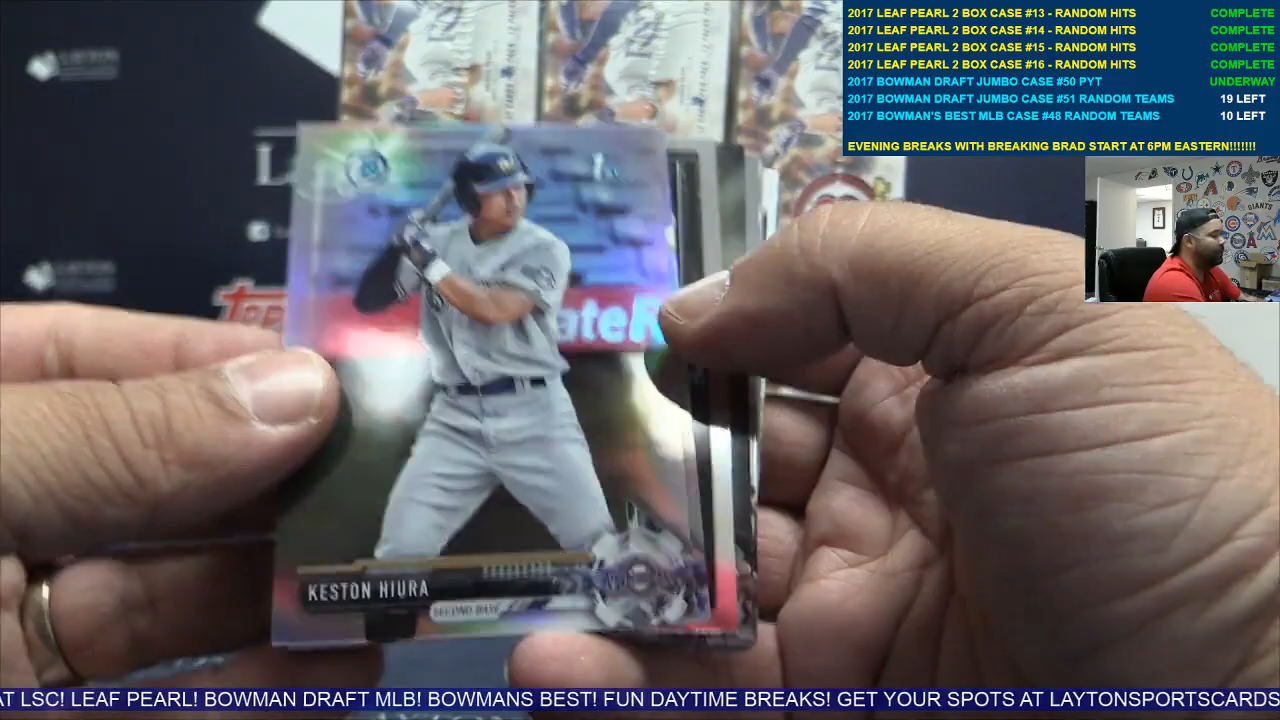 2017 LEAF PEARL 2 BOX CASE #13 - RANDOM HITS COMPLETE
2017 LEAF PEARL 2 BOX CASE #14 - RANDOM HITS COMPLETE
2017 LEAF PEARL 2 BOX CASE #15 - RANDOM HITS COMPLETE
2017 LEAF PEARL 2 BOX CASE #16 - RANDOM HITS COMPLETE
2017 BOWMAN DRAFT JUMBO CASE #50 PYT UNDERWAY
2017 BOWMAN DRAFT JUMBO CASE #51 RANDOM TEAMS 19 LEFT
2017 BOWMAN'S BEST MLB CASE #48 RANDOM TEAMS 10 LEFT
EVENING BREAKS WITH BREAKING BRAD START AT 6PM EASTERN!!!!!!!
GIANTS
LAYTON
LAYTON
ateR
KESTON HIURA
SECOND BASE
AT LSC! LEAF PEARL! BOWMAN DRAFT MLB! BOWMANS BEST! FUN DAYTIME BREAKS! GET YOUR SPOTS AT LAYTONSPORTSCARDS